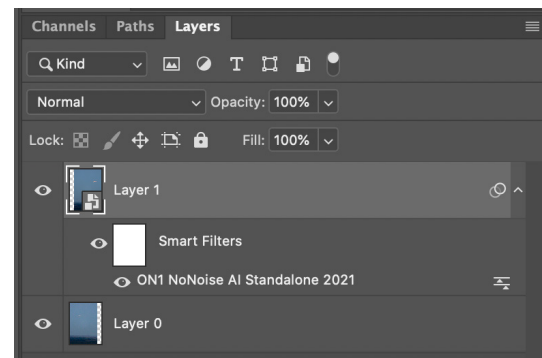 Channels Paths Layers
Kind
Normal Opacity: 100%
Lock: Fill: 100%
Layer 1
Smart Filters
ON1 NoNoise AI Standalone 2021
Layer 0